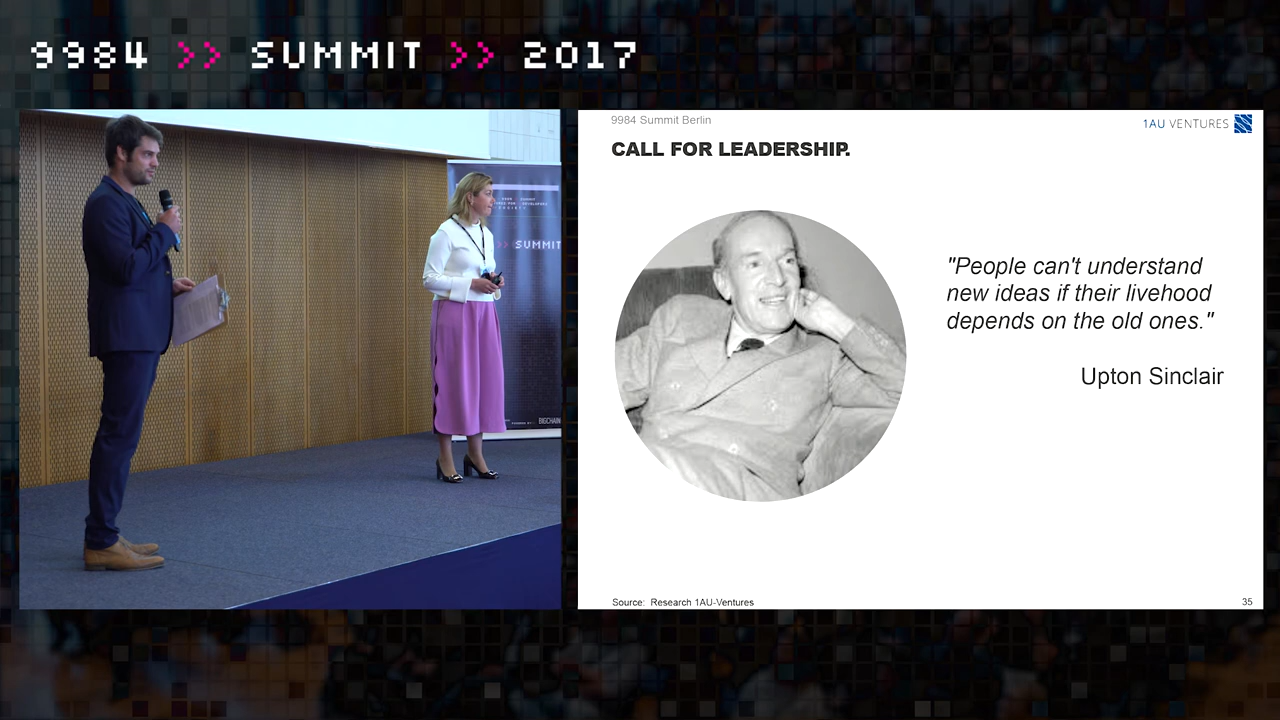 9984 >> SUMMIT >> 2017
9984 Summit Berlin
1AU VENTURES
CALL FOR LEADERSHIP.
"People can't understand
new ideas if their livehood
depends on the old ones."
Upton Sinclair
Source: Research 1AU-Ventures
35
>> SUMMIT
BIGCHAIN